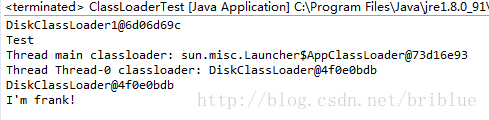 <terminated> ClassLoaderTest [Java Application] C:\Program Files\Java\jre1.8.0_91\
DiskClassLoader1@6d06d69c
Test
Thread main classloader: sun.misc.Launcher$AppClassLoader@73d16e93
Thread Thread-0 classloader: DiskClassLoader@4f0e0bdb
DiskClassLoader@4f0e0bdb
I'm frank!
http://blog.csdn.net/briblue